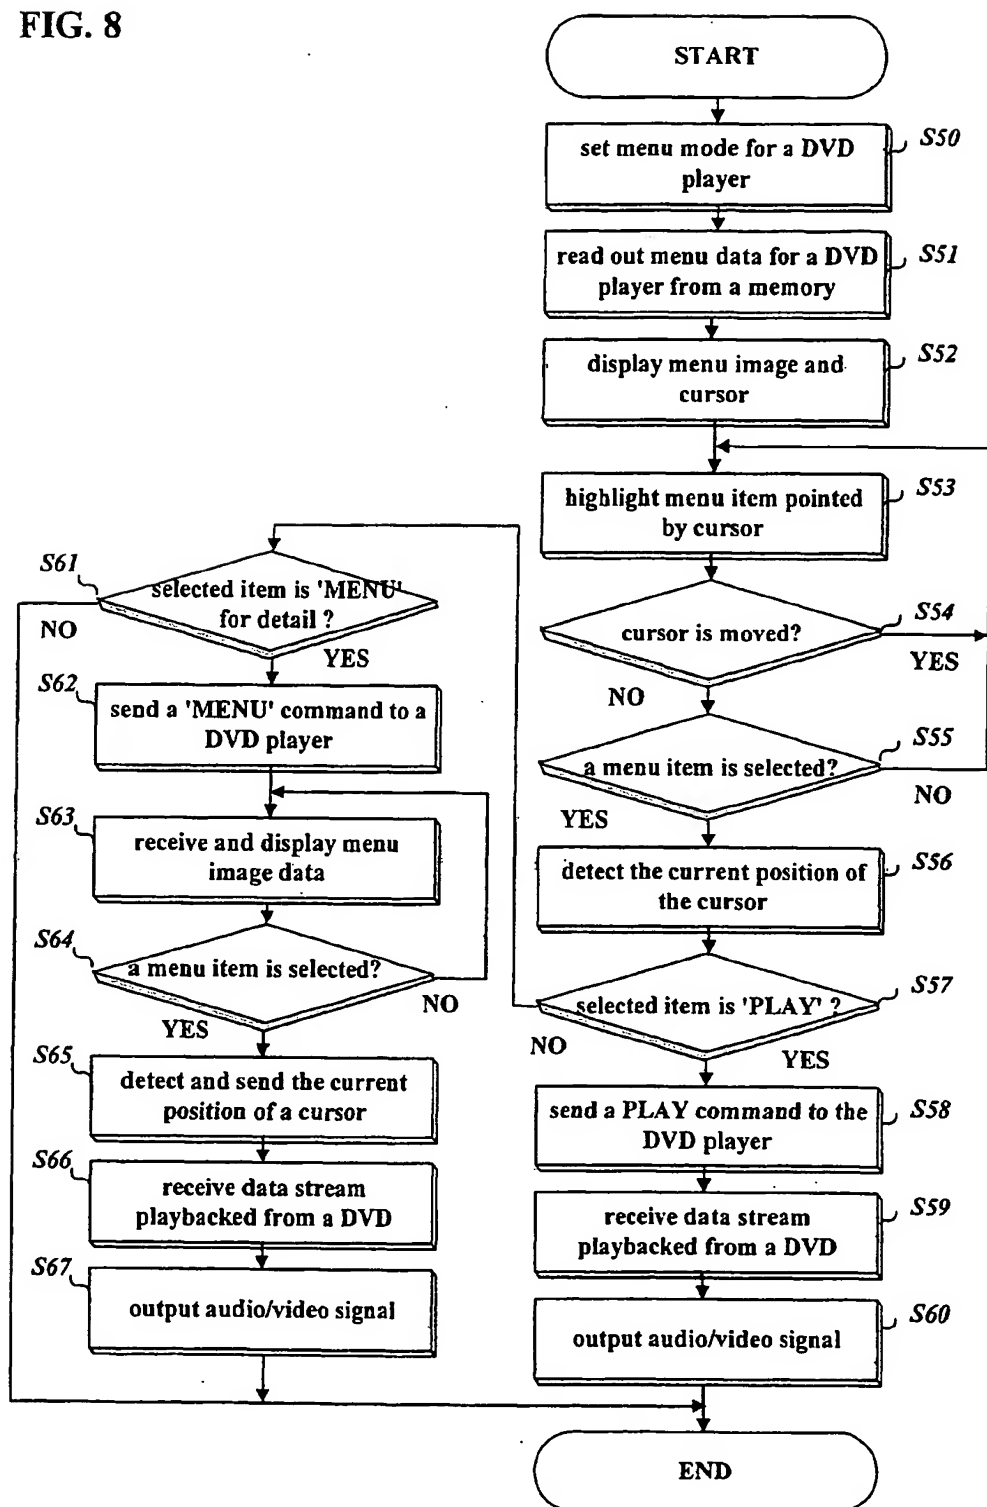 FIG. 8
START
set menu mode for a DVD
player
S50
read out menu data for a DVD
player from a memory
S51
display menu image and
cursor
S52
highlight menu item pointed
by cursor
S53
cursor is moved?
S54
YES
NO
a menu item is selected?
S55
NO
YES
detect the current position of
the cursor
S56
selected item is 'PLAY' ?
S57
NO
YES
send a PLAY command to the
DVD player
S58
receive data stream
playbacked from a DVD
S59
output audio/video signal
S60
S61
selected item is 'MENU'
for detail ?
NO
YES
S62
send a 'MENU' command to a
DVD player
S63
receive and display menu
image data
S64
a menu item is selected?
NO
YES
S65
detect and send the current
position of a cursor
S66
receive data stream
playbacked from a DVD
S67
output audio/video signal
END